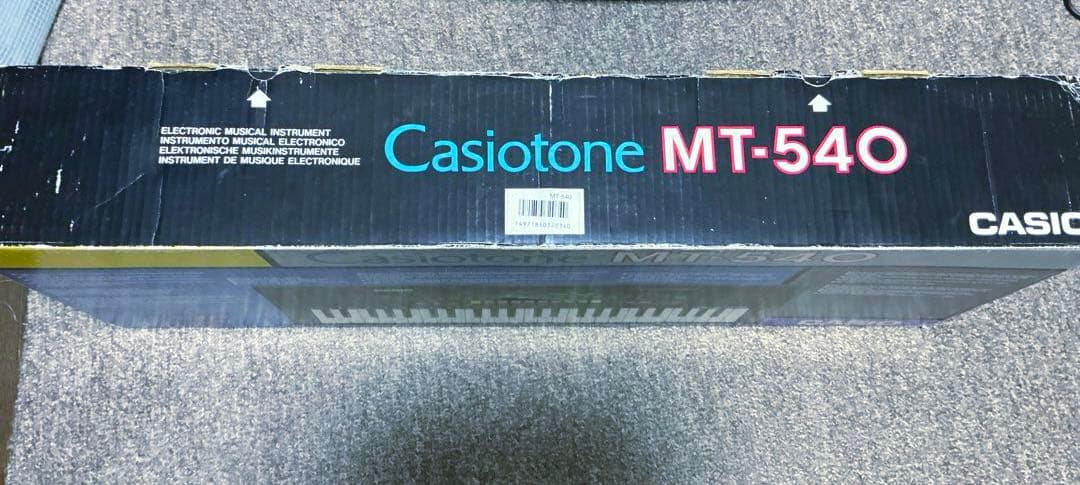 ELECTRONIC MUSICAL INSTRUMENT
INSTRUMENTO MUSICAL ELECTRONICO
ELEKTRONISCHE MUSIKINSTRUMENTE
INSTRUMENT DE MUSIQUE ELECTRONIQUE
Casiotone MT-540
MT-540
CASIO
Casiotone MT-540